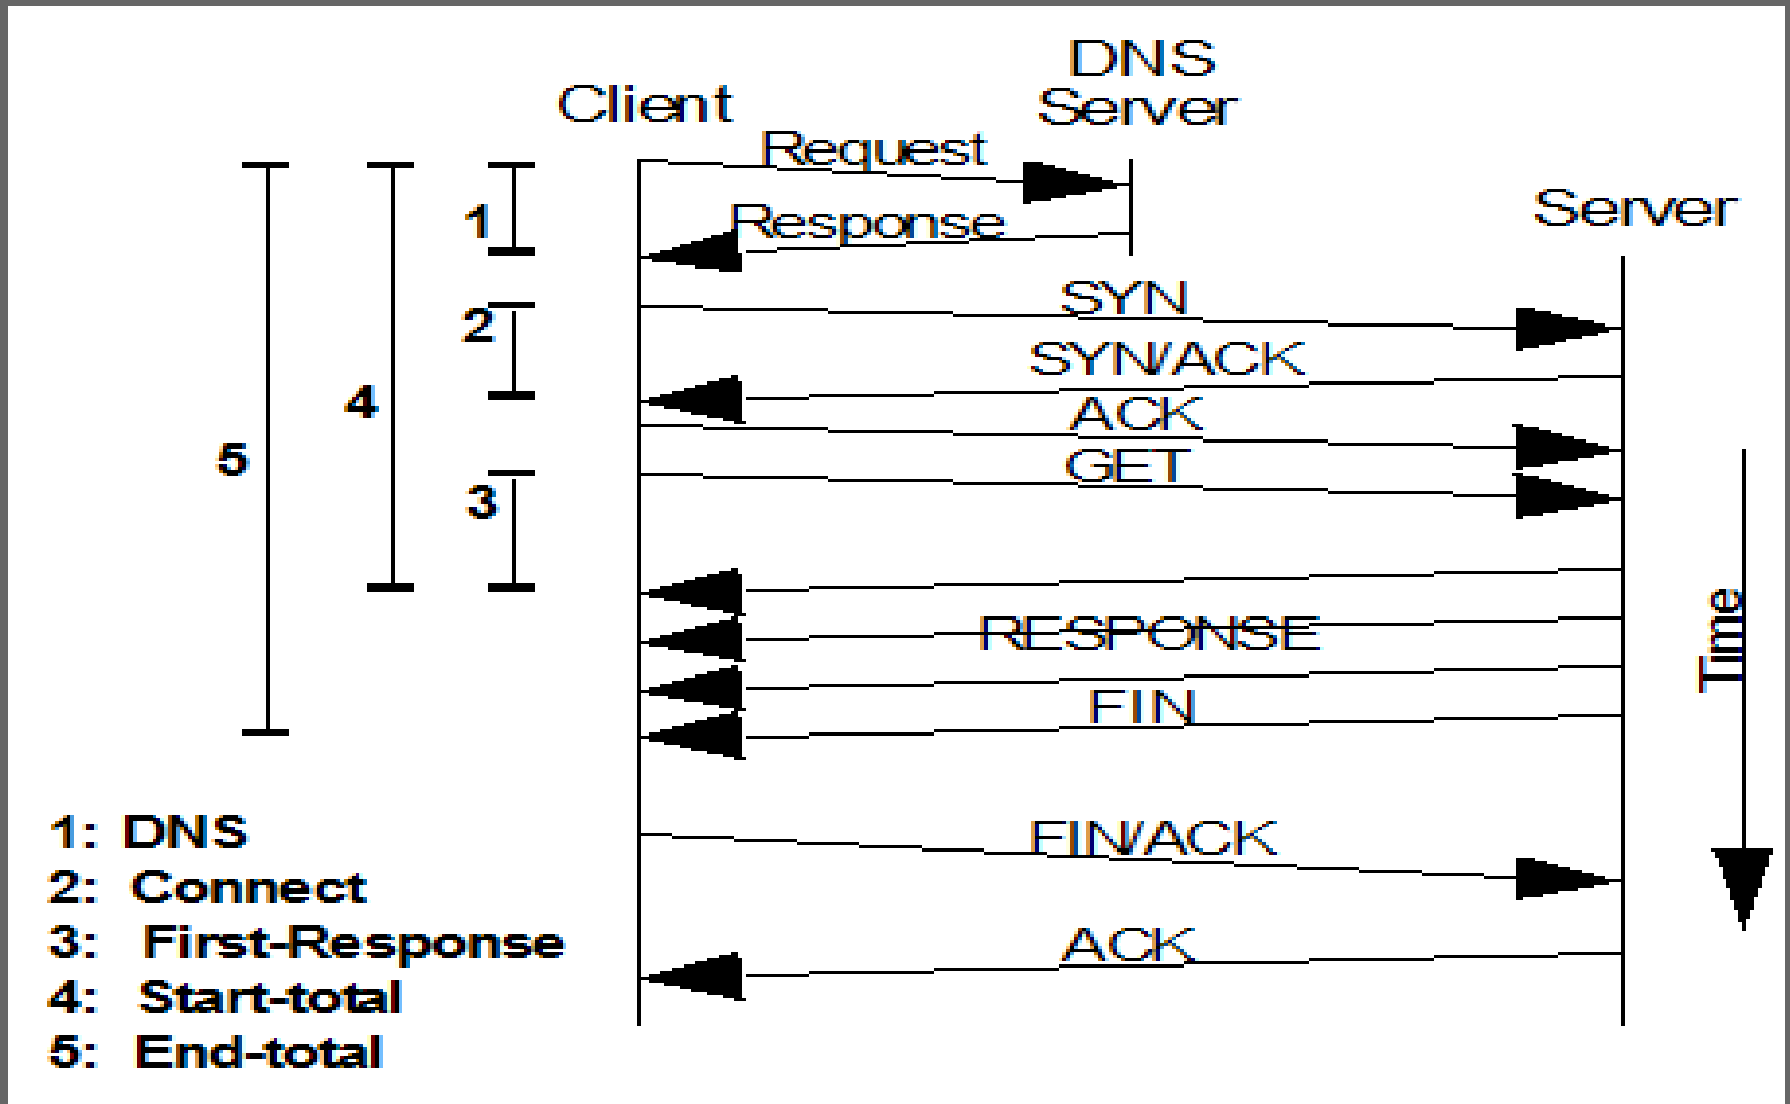 DNS
Server
Client
Request
Response
Server
SYN
SYN/ACK
ACK
GET
RESPONSE
FIN
FIN/ACK
ACK
Time
1
2
3
4
5
1: DNS
2: Connect
3: First-Response
4: Start-total
5: End-total